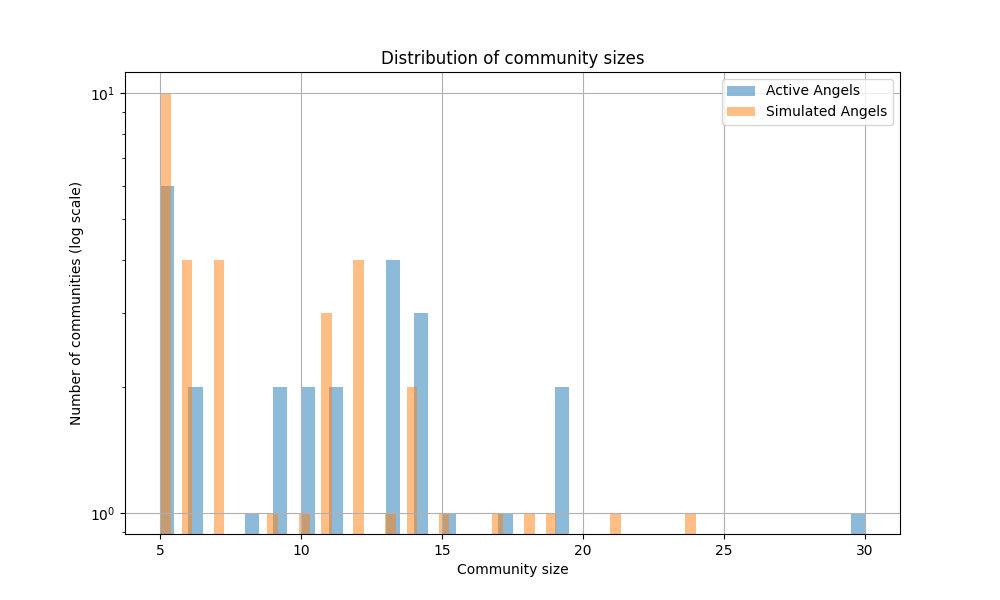 Distribution of community sizes
Active Angels
Simulated Angels
10¹
10⁰
Number of communities (log scale)
5 10 15 20 25 30
Community size